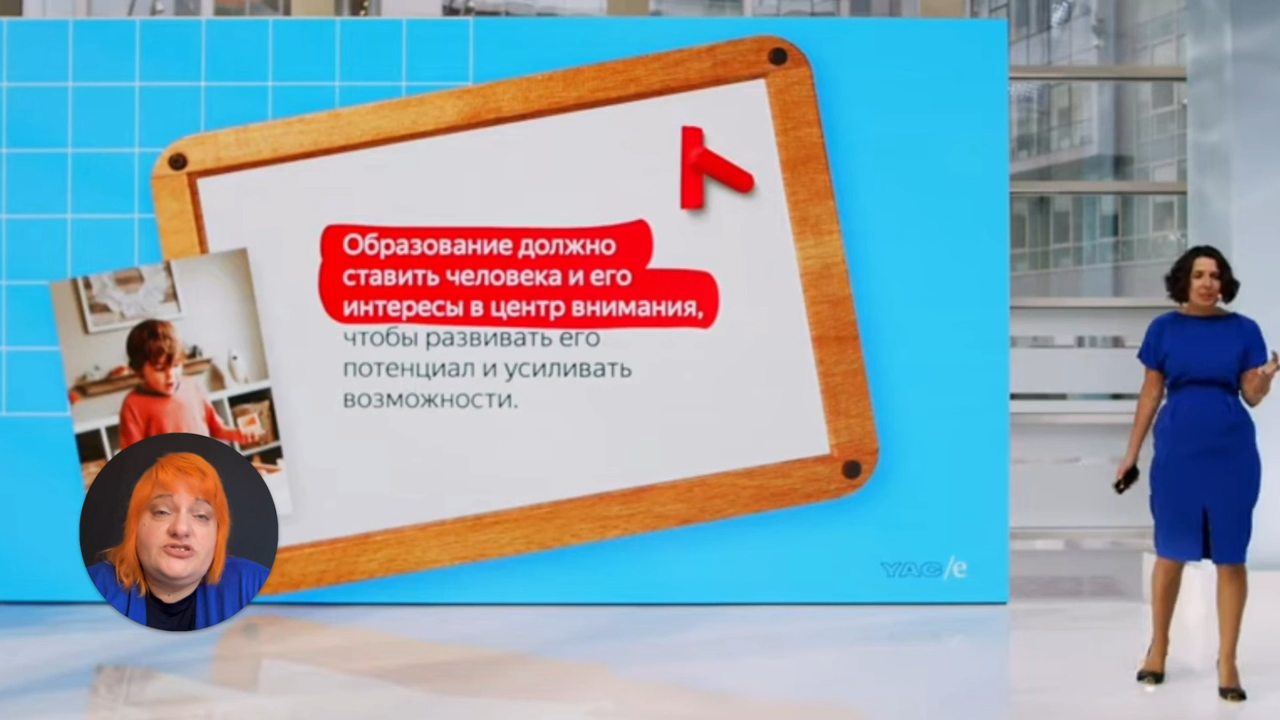 Образование должно
ставить человека и его
интересы в центр внимания,
чтобы развивать его
потенциал и усиливать
возможности.
YAC/e